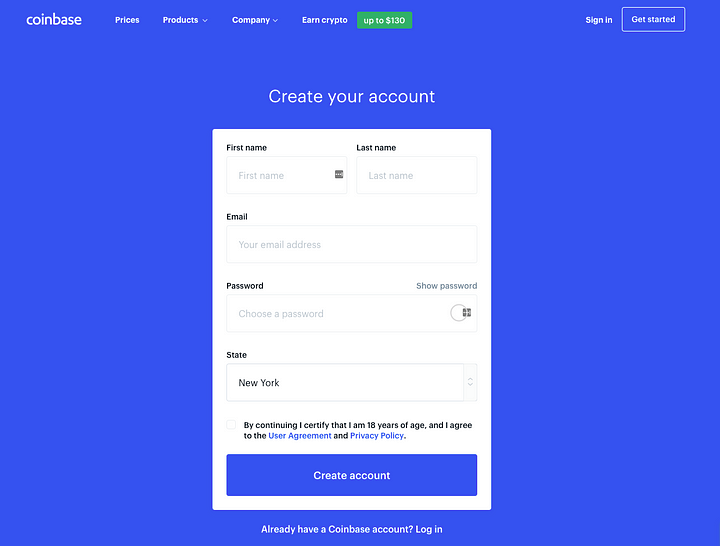 coinbase Prices Products Company Earn crypto up to $130 Sign in Get started
Create your account
First name Last name
First name Last name
Email
Your email address
Password Show password
Choose a password
State
New York
By continuing I certify that I am 18 years of age, and I agree
to the User Agreement and Privacy Policy.
Create account
Already have a Coinbase account? Log in